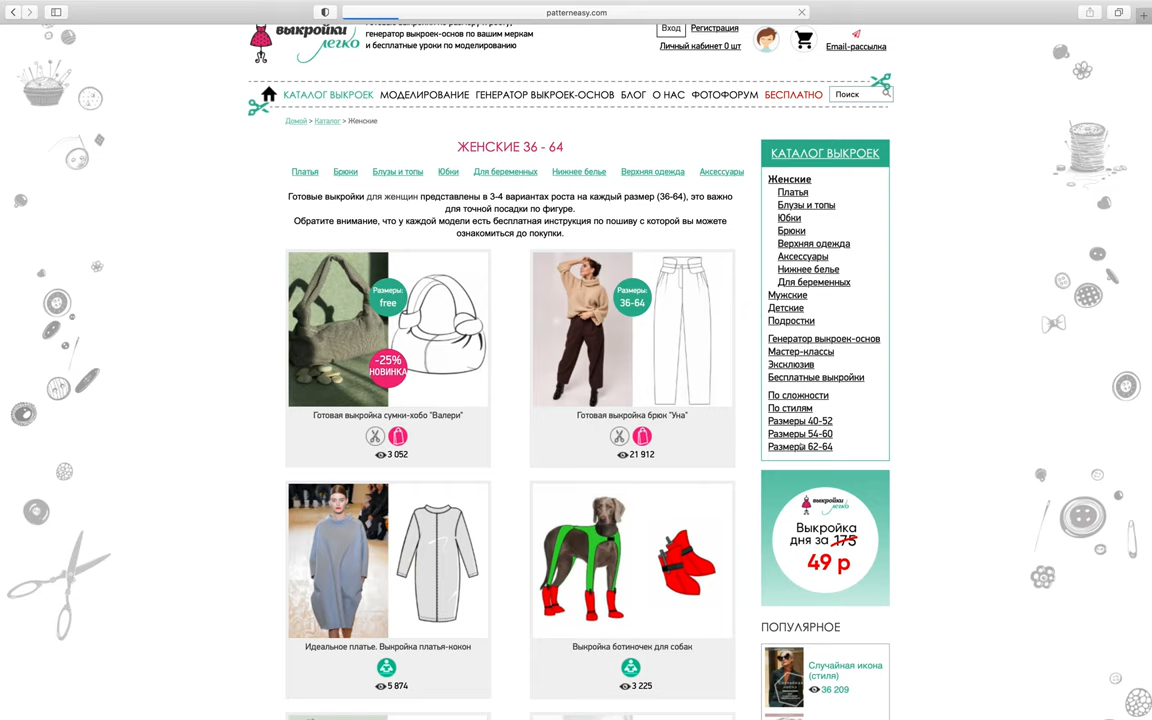 patterneasy.com
выкройки
легко
генератор выкроек-основ по вашим меркам
и бесплатные уроки по моделированию
Вход
Регистрация
Личный кабинет 0 шт
Email-рассылка
КАТАЛОГ ВЫКРОЕК МОДЕЛИРОВАНИЕ ГЕНЕРАТОР ВЫКРОЕК-ОСНОВ БЛОГ О НАС ФОТОФОРУМ БЕСПЛАТНО Поиск
Домой > Каталог > Женские
ЖЕНСКИЕ 36 - 64
Платья Брюки Блузы и топы Юбки Для беременных Нижнее белье Верхняя одежда Аксессуары
Готовые выкройки для женщин представлены в 3-4 вариантах роста на каждый размер (36-64), это важно
для точной посадки по фигуре.
Обратите внимание, что у каждой модели есть бесплатная инструкция по пошиву с которой вы можете
ознакомиться до покупки.
Размеры:
free
-25%
НОВИНКА
Готовая выкройка сумки-хобо "Валери"
3 052
Размеры:
36-64
Готовая выкройка брюк "Уна"
21 912
Идеальное платье. Выкройка платья-кокон
5 874
Выкройка ботиночек для собак
3 225
КАТАЛОГ ВЫКРОЕК
Женские
Платья
Блузы и топы
Юбки
Брюки
Верхняя одежда
Аксессуары
Нижнее белье
Для беременных
Мужские
Детские
Подростки
Генератор выкроек-основ
Мастер-классы
Эксклюзив
Бесплатные выкройки
По сложности
По стилям
Размеры 40-52
Размеры 54-60
Размеры 62-64
выкройки
легко
Выкройка
дня за 175
49 р
ПОПУЛЯРНОЕ
Случайная икона
(стиля)
36 209